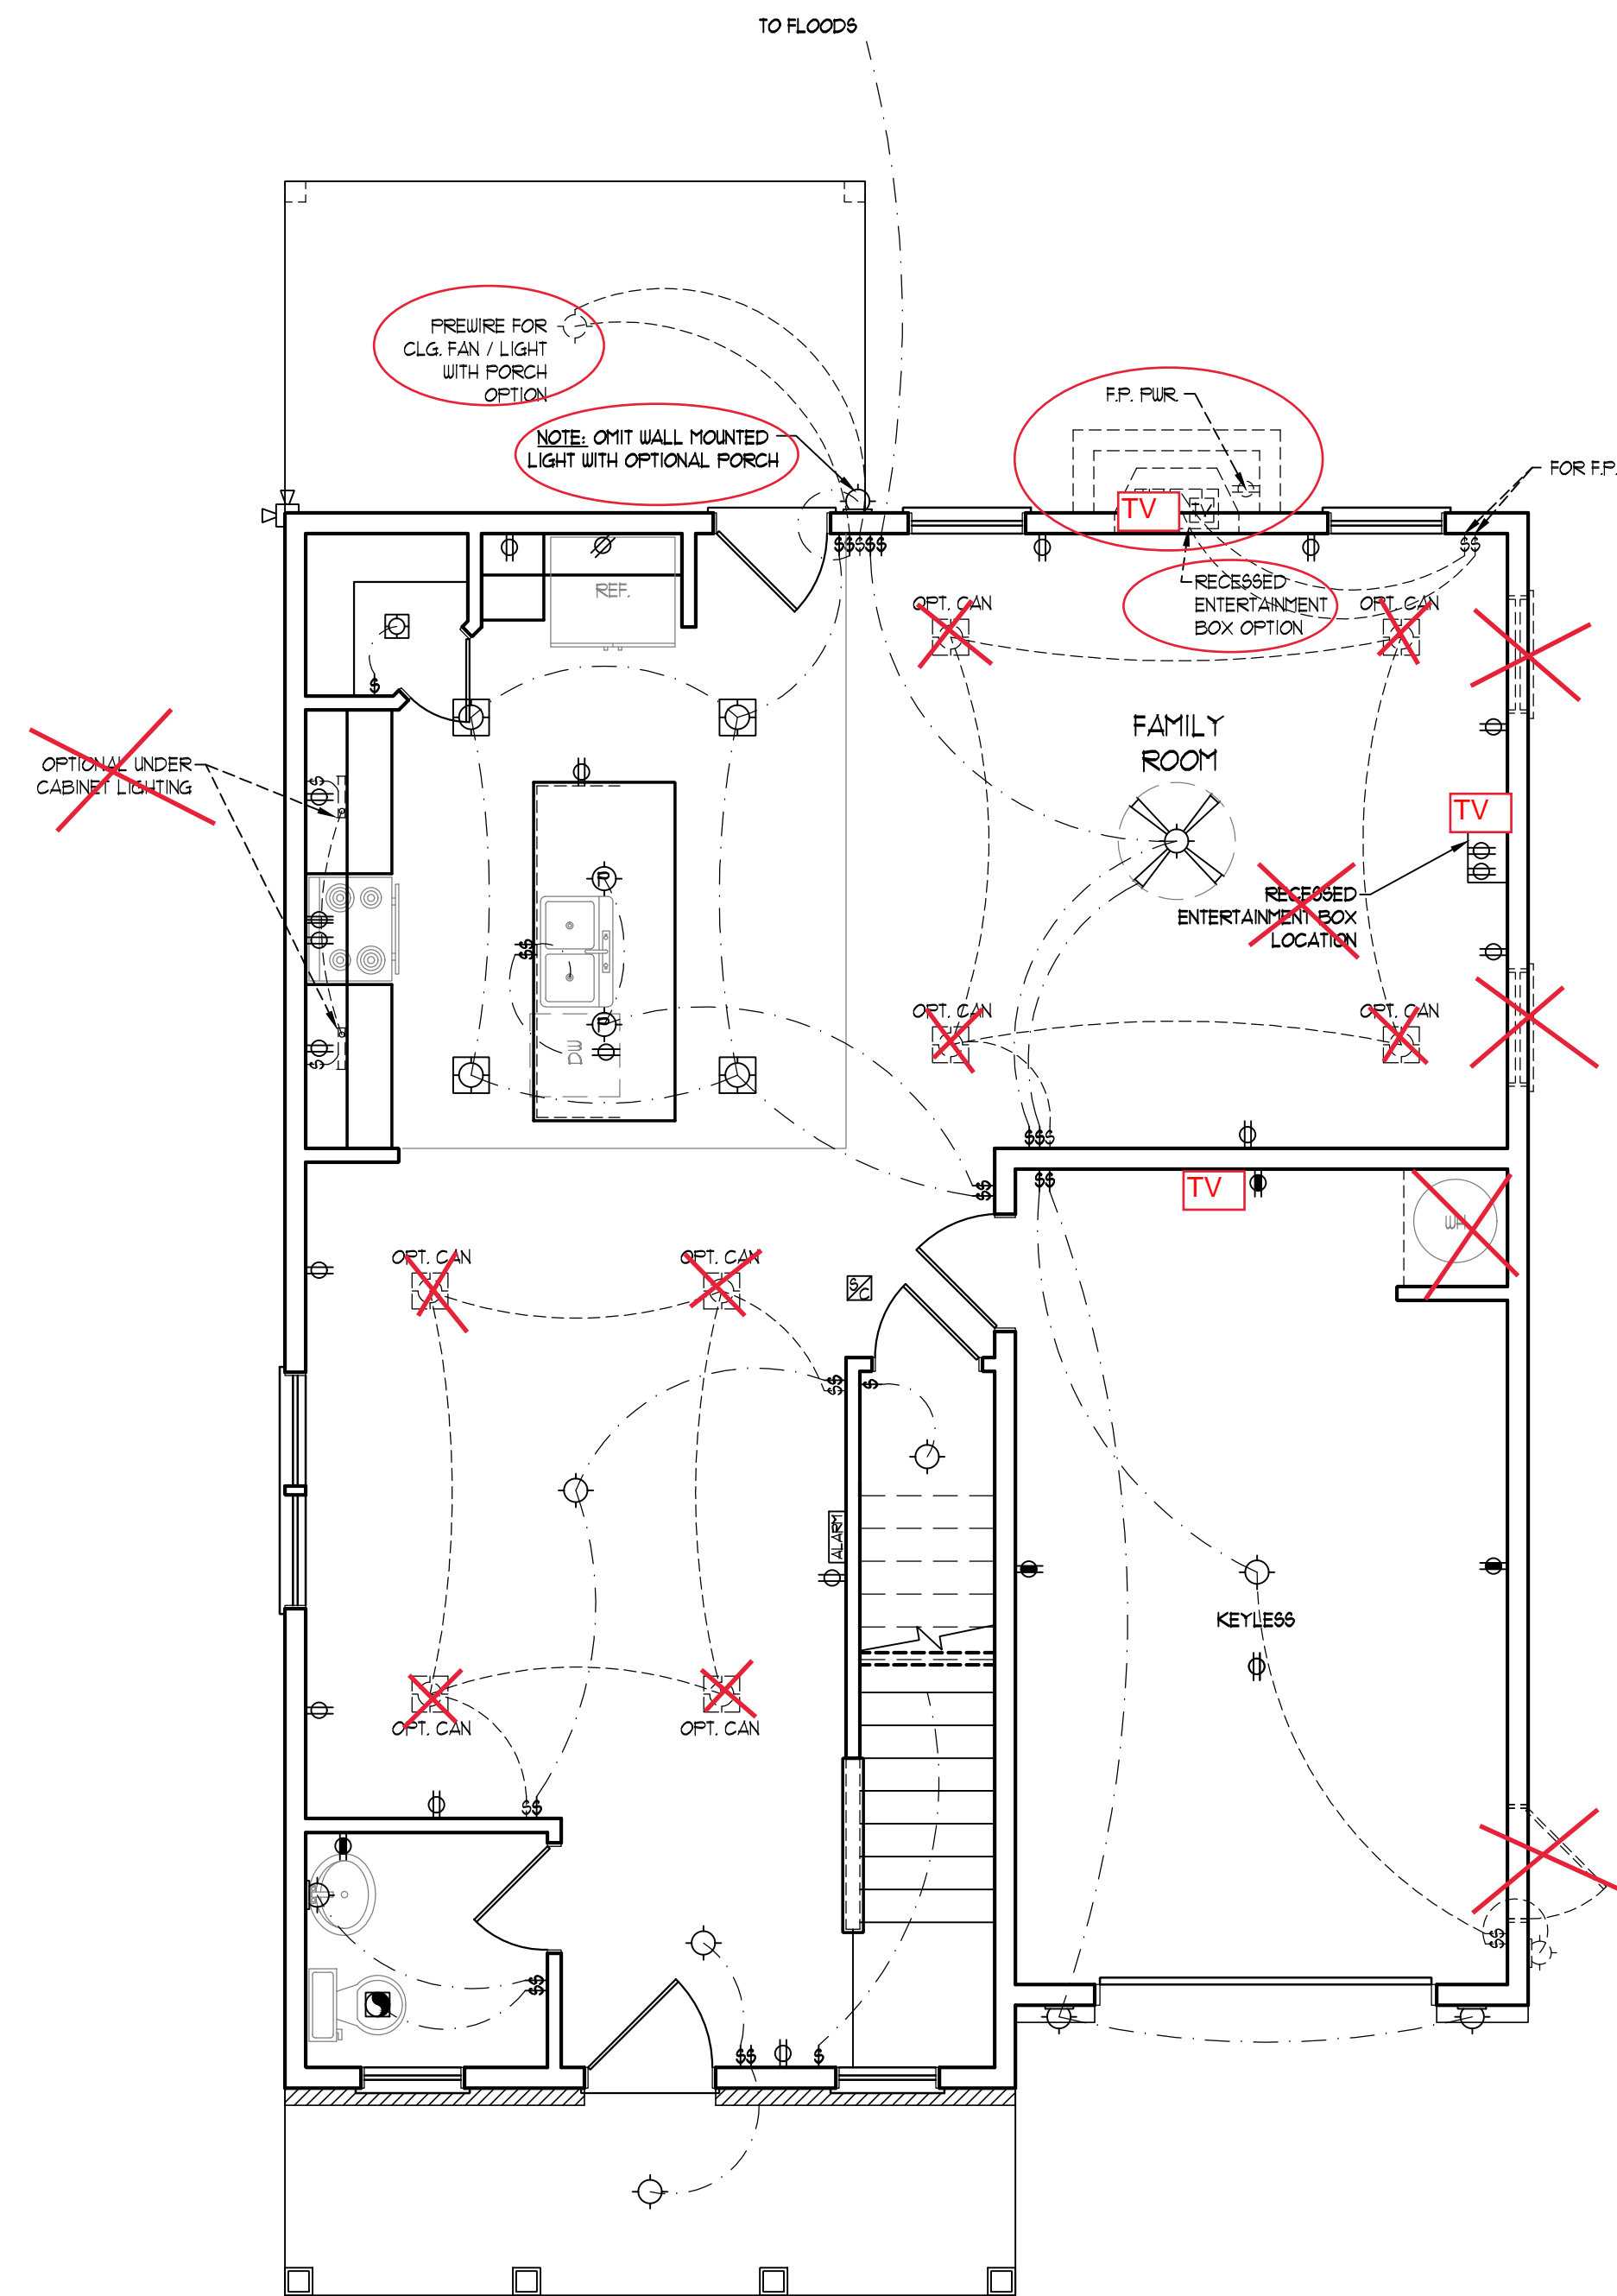 TO FLOODS
PREWIRE FOR
CLG. FAN / LIGHT
WITH PORCH
OPTION
NOTE: OMIT WALL MOUNTED
LIGHT WITH OPTIONAL PORCH
F.P. PWR.
FOR F.P.
TV
TV
$$$$$
$$
REF.
RECESSED
ENTERTAINMENT
BOX OPTION
OPT. CAN
OPT. CAN
$
FAMILY
ROOM
OPTIONAL UNDER
CABINET LIGHTING
$
TV
RECESSED
ENTERTAINMENT BOX
LOCATION
R
$$
P
DW
$
OPT. CAN
OPT. CAN
$$$
$$
$$
TV
WH
OPT. CAN
OPT. CAN
S/C
$$
$
ALARM
KEYLESS
OPT. CAN
OPT. CAN
$$
$$
$$
$$
$